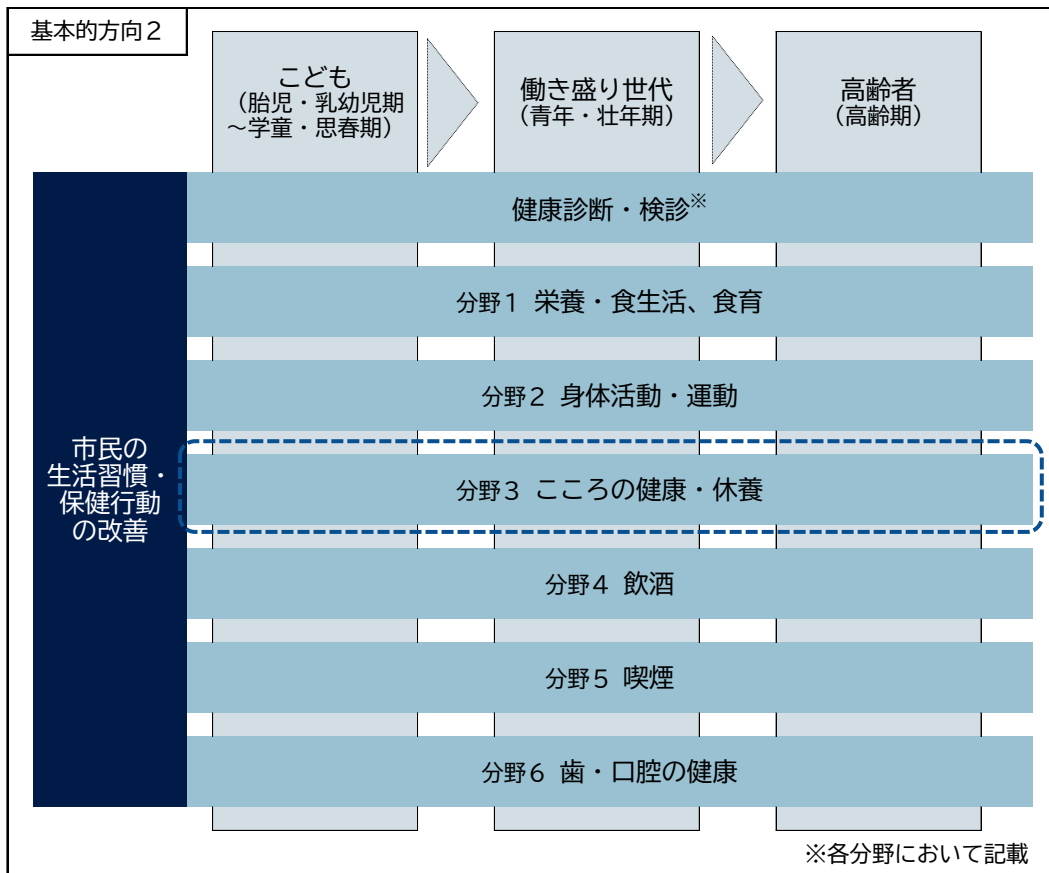 基本的方向２
こども
（胎児・乳幼児期
～学童・思春期）
働き盛り世代
（青年・壮年期）
高齢者
（高齢期）
市民の
生活習慣・
保健行動
の改善
健康診断・検診※
分野１ 栄養・食生活、食育
分野２ 身体活動・運動
分野３ こころの健康・休養
分野４ 飲酒
分野５ 喫煙
分野６ 歯・口腔の健康
※各分野において記載